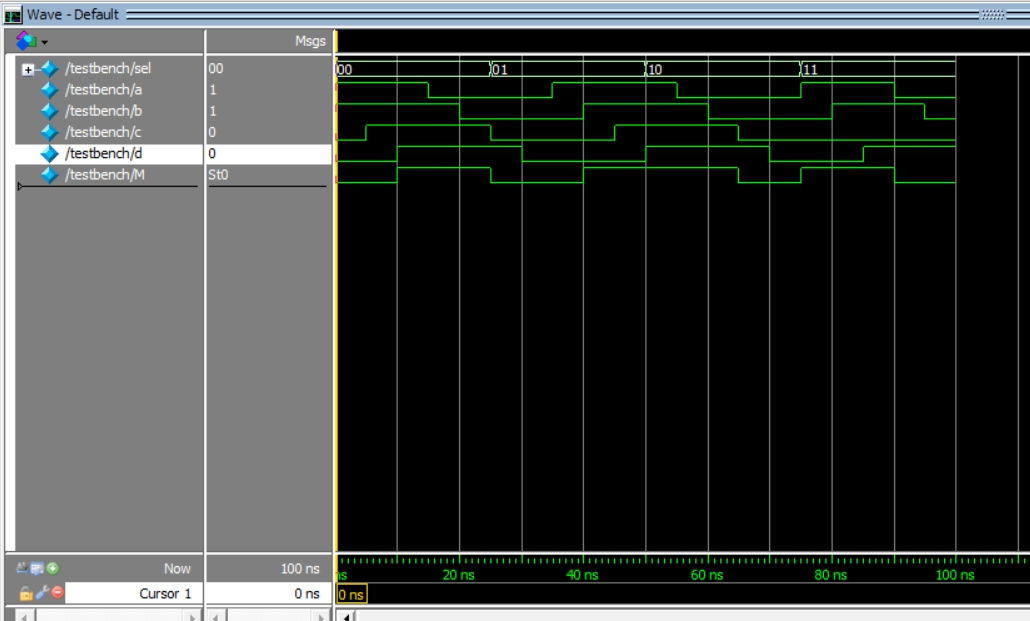 Wave - Default
Msgs
/testbench/sel 00 00 01 10 11
/testbench/a 1
/testbench/b 1
/testbench/c 0
/testbench/d 0
/testbench/M St0
Now 100 ns ns 20 ns 40 ns 60 ns 80 ns 100 ns
Cursor 1 0 ns 0 ns